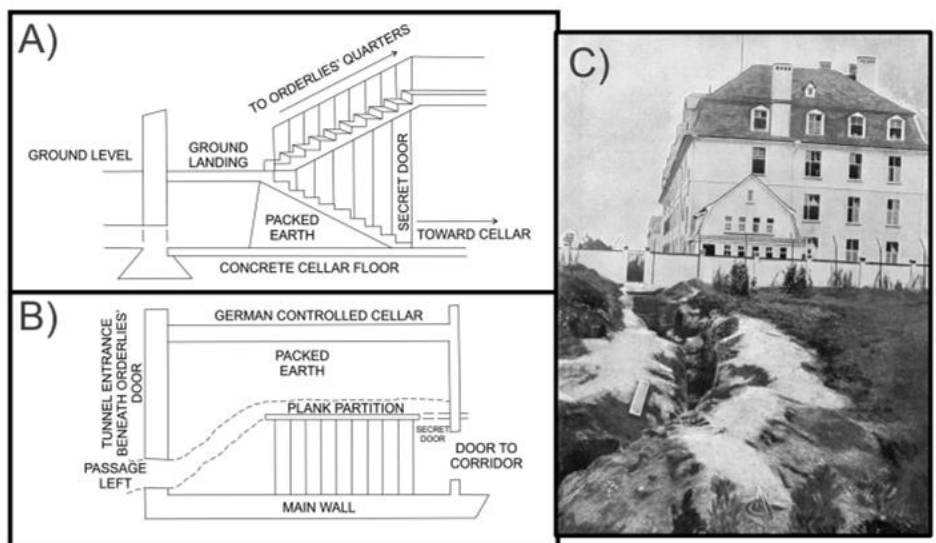 A)
TO ORDERLIES' QUARTERS
GROUND LEVEL
GROUND
LANDING
SECRET DOOR
PACKED
EARTH
TOWARD CELLAR
CONCRETE CELLAR FLOOR
B)
TUNNEL ENTRANCE
BENEATH ORDERLIES'
DOOR
GERMAN CONTROLLED CELLAR
PACKED
EARTH
PLANK PARTITION
SECRET
DOOR
DOOR TO
CORRIDOR
PASSAGE
LEFT
MAIN WALL
C)